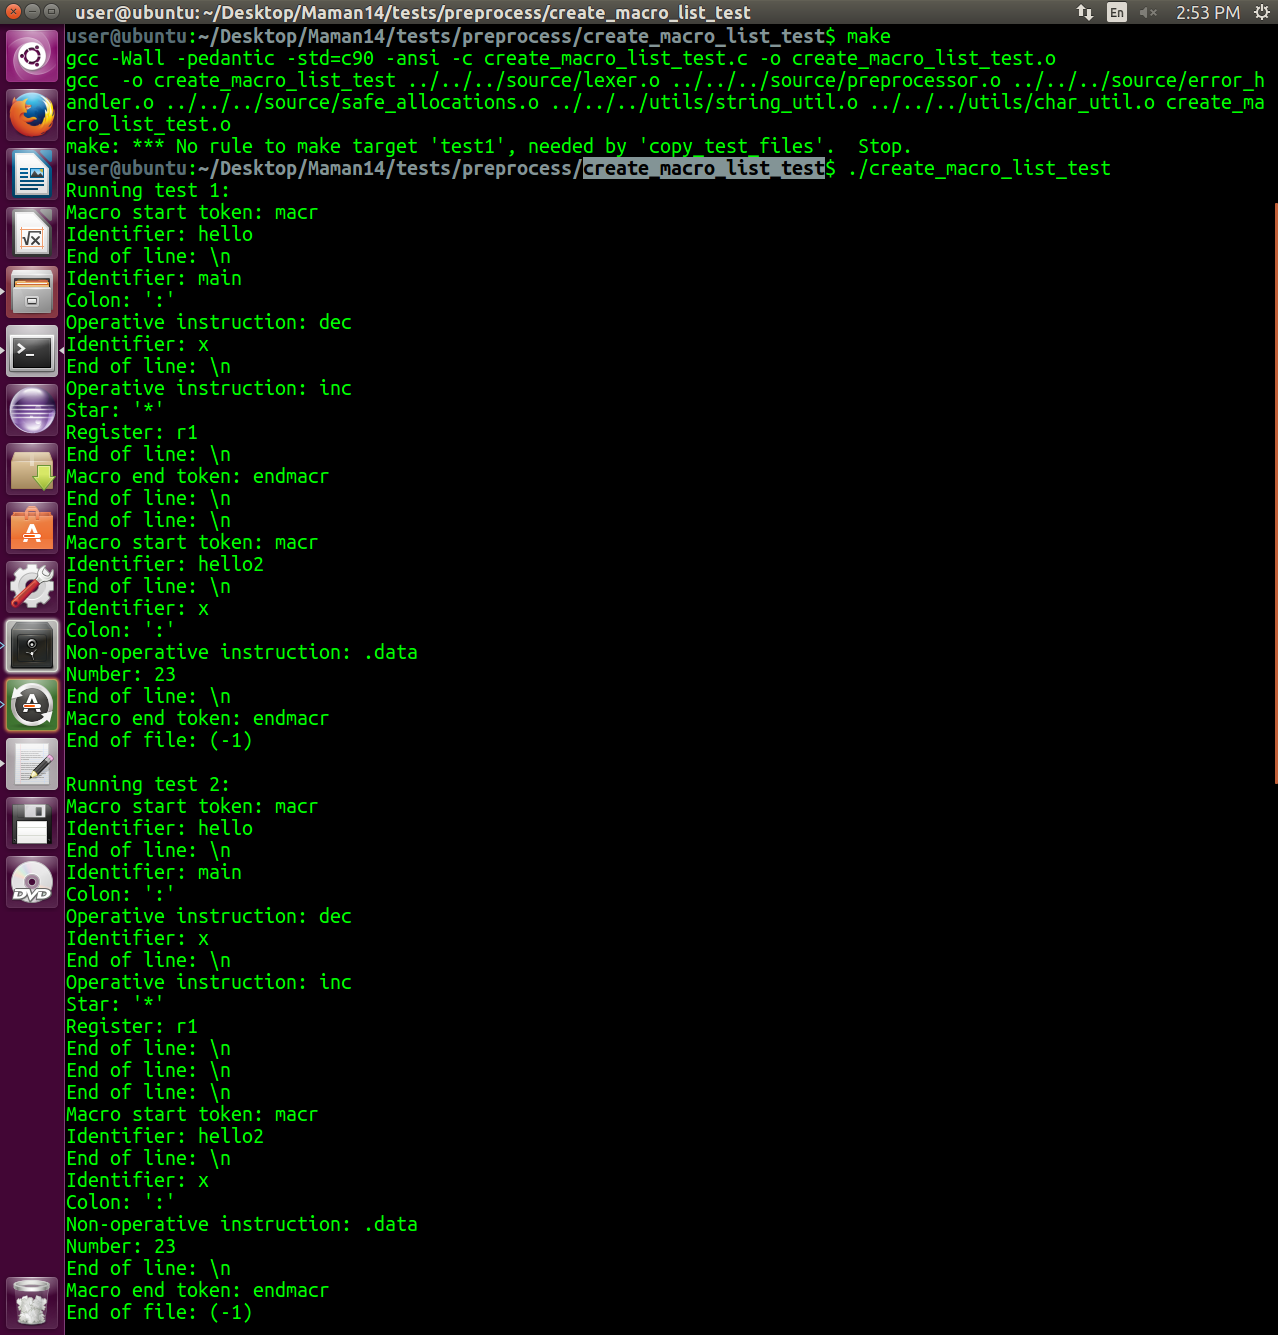 user@ubuntu: ~/Desktop/Maman14/tests/preprocess/create_macro_list_test
En
2:53 PM
user@ubuntu:~/Desktop/Maman14/tests/preprocess/create_macro_list_test$ make
gcc -Wall -pedantic -std=c90 -ansi -c create_macro_list_test.c -o create_macro_list_test.o
gcc  -o create_macro_list_test ../../../source/lexer.o ../../../source/preprocessor.o ../../../source/error_h
andler.o ../../../source/safe_allocations.o ../../../utils/string_util.o ../../../utils/char_util.o create_ma
cro_list_test.o
make: *** No rule to make target 'test1', needed by 'copy_test_files'.  Stop.
user@ubuntu:~/Desktop/Maman14/tests/preprocess/create_macro_list_test$ ./create_macro_list_test
Running test 1:
Macro start token: macr
Identifier: hello
End of line: \n
Identifier: main
Colon: ':'
Operative instruction: dec
Identifier: x
End of line: \n
Operative instruction: inc
Star: '*'
Register: r1
End of line: \n
Macro end token: endmacr
End of line: \n
End of line: \n
Macro start token: macr
Identifier: hello2
End of line: \n
Identifier: x
Colon: ':'
Non-operative instruction: .data
Number: 23
End of line: \n
Macro end token: endmacr
End of file: (-1)
Running test 2:
Macro start token: macr
Identifier: hello
End of line: \n
Identifier: main
Colon: ':'
Operative instruction: dec
Identifier: x
End of line: \n
Operative instruction: inc
Star: '*'
Register: r1
End of line: \n
End of line: \n
End of line: \n
Macro start token: macr
Identifier: hello2
End of line: \n
Identifier: x
Colon: ':'
Non-operative instruction: .data
Number: 23
End of line: \n
Macro end token: endmacr
End of file: (-1)
DVD